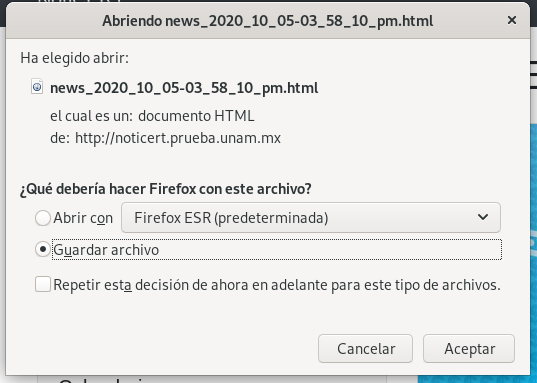 Abriendo news_2020_10_05-03_58_10_pm.html
Ha elegido abrir:
news_2020_10_05-03_58_10_pm.html
el cual es un: documento HTML
de: http://noticert.prueba.unam.mx
¿Qué debería hacer Firefox con este archivo?
Abrir con Firefox ESR (predeterminada)
Guardar archivo
Repetir esta decisión de ahora en adelante para este tipo de archivos.
Cancelar Aceptar